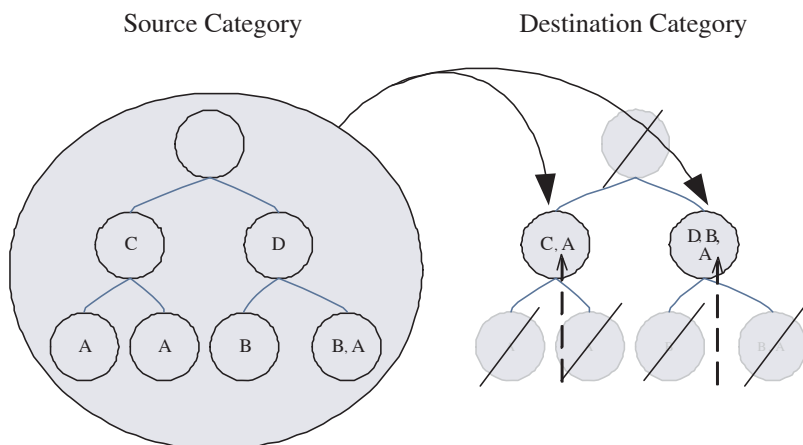 Source Category
Destination Category
C
D
C, A
D, B,
A
A
A
B
B, A
B, A